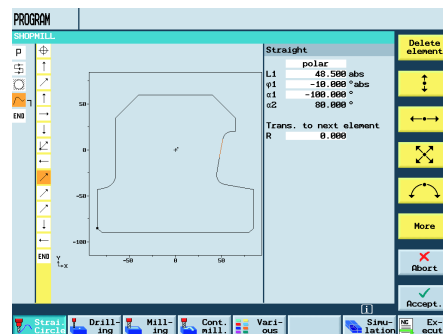 PROGRAM
SHOPMILL
Delete element
P
END
Straight
polar
L1 48.500 abs
φ1 -10.000 °abs
α1 -100.000 °
α2 80.000 °
Trans. to next element
R 0.000
50
0
-50
-100
-50 0 50
Y
X
END
More
Abort
Accept.
Strai. Circle
Drill- ing
Mill- ing
Cont. mill.
Vari- ous
Simu- lation
NC Ex- ecut